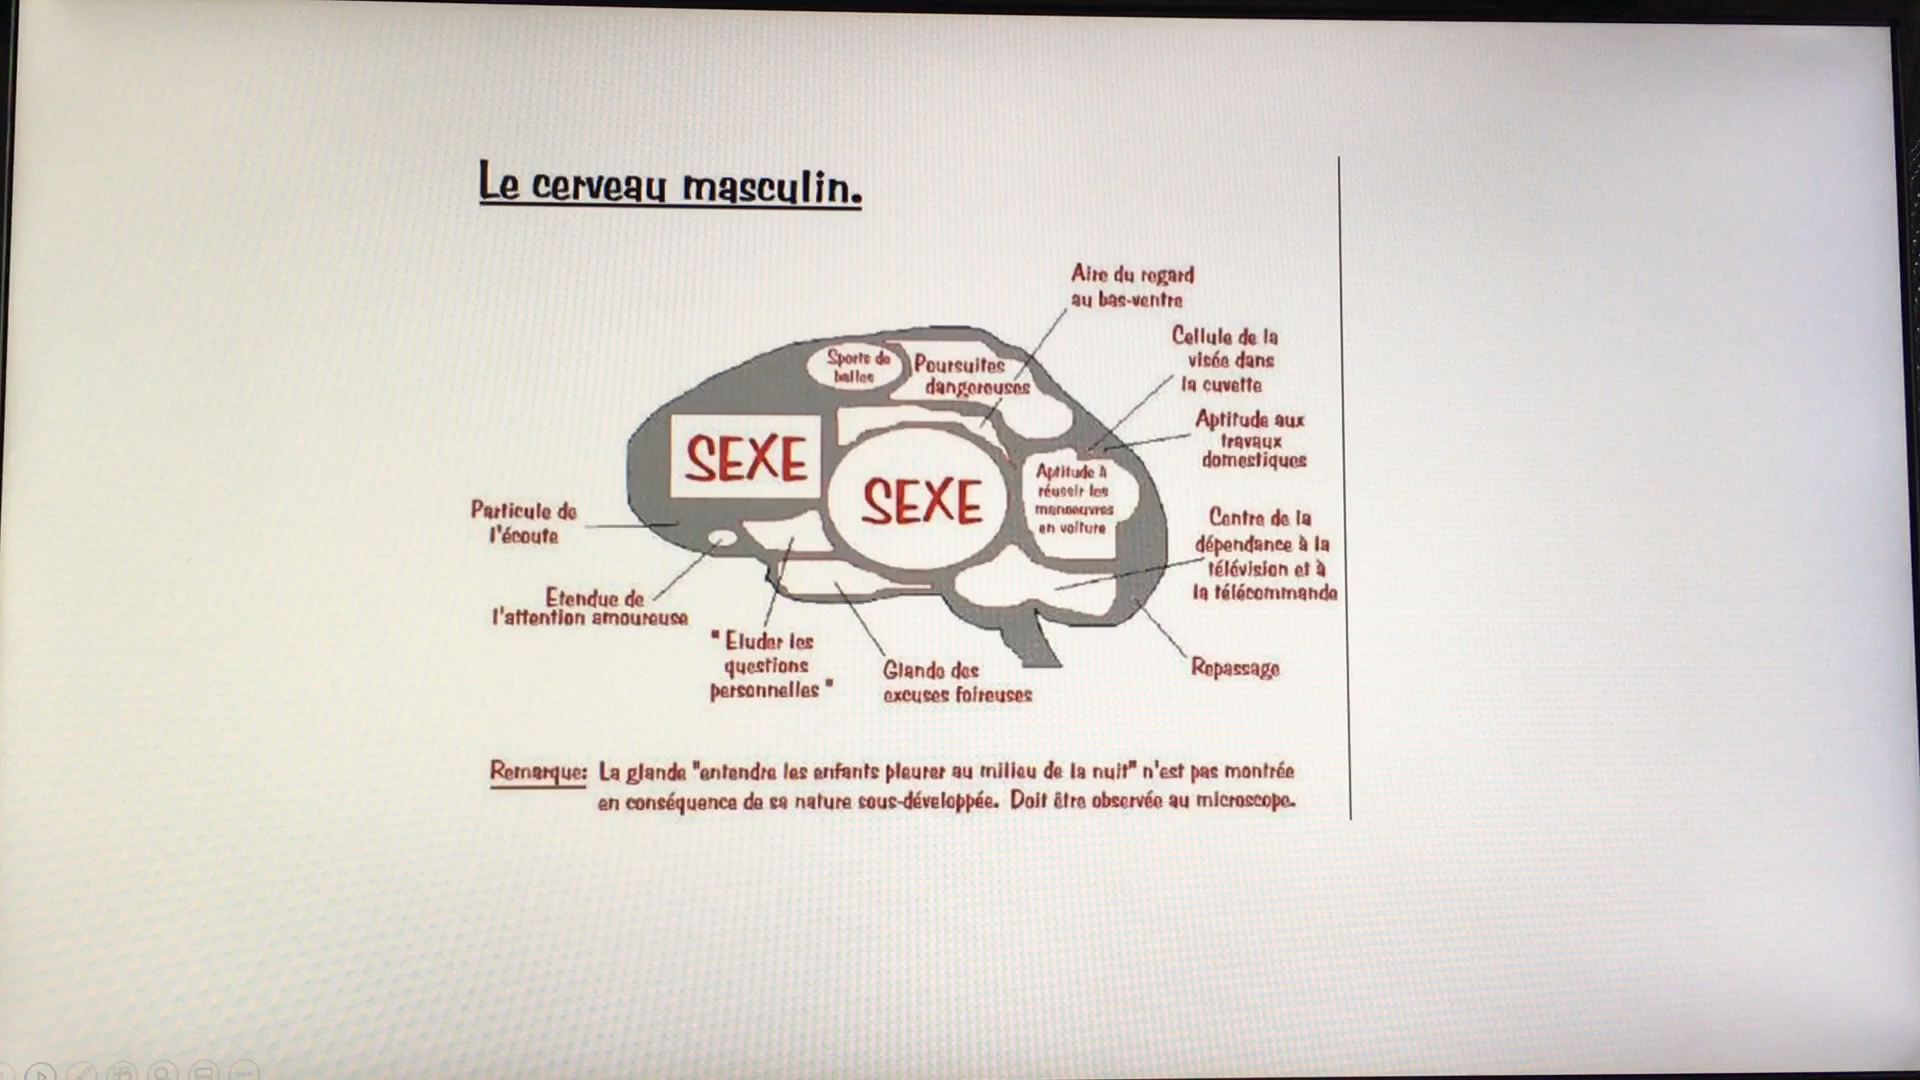 Le cerveau masculin.
Aire du regard
au bas-ventre
Cellule de la
visée dans
la cuvette
Sports de
balles
Poursuites
dangereuses
Aptitude aux
travaux
domestiques
SEXE
SEXE
Aptitude à
réussir les
manoeuvres
en voiture
Particule de
l'écoute
Centre de la
dépendance à la
télévision et à
la télécommande
Etendue de
l'attention amoureuse
" Eluder les
questions
personnelles "
Glande des
excuses foireuses
Repassage
Remarque: La glande "entendre les enfants pleurer au milieu de la nuit" n'est pas montrée
en conséquence de sa nature sous-développée. Doit être observée au microscope.